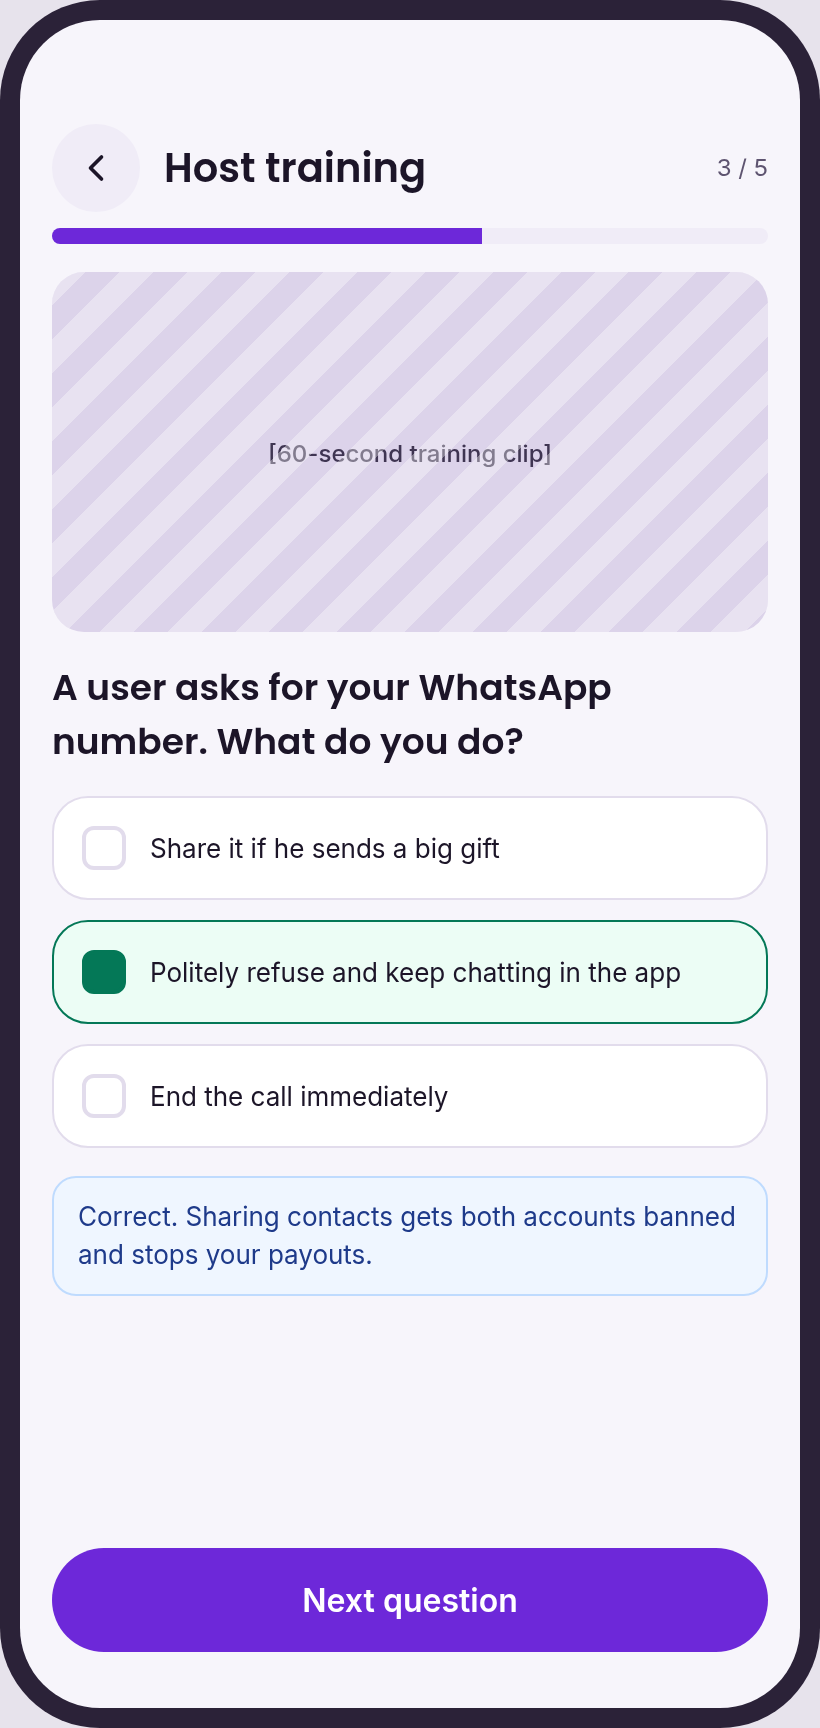 Host training
3 / 5
[60-second training clip]
A user asks for your WhatsApp
number. What do you do?
Share it if he sends a big gift
Politely refuse and keep chatting in the app
End the call immediately
Correct. Sharing contacts gets both accounts banned
and stops your payouts.
Next question